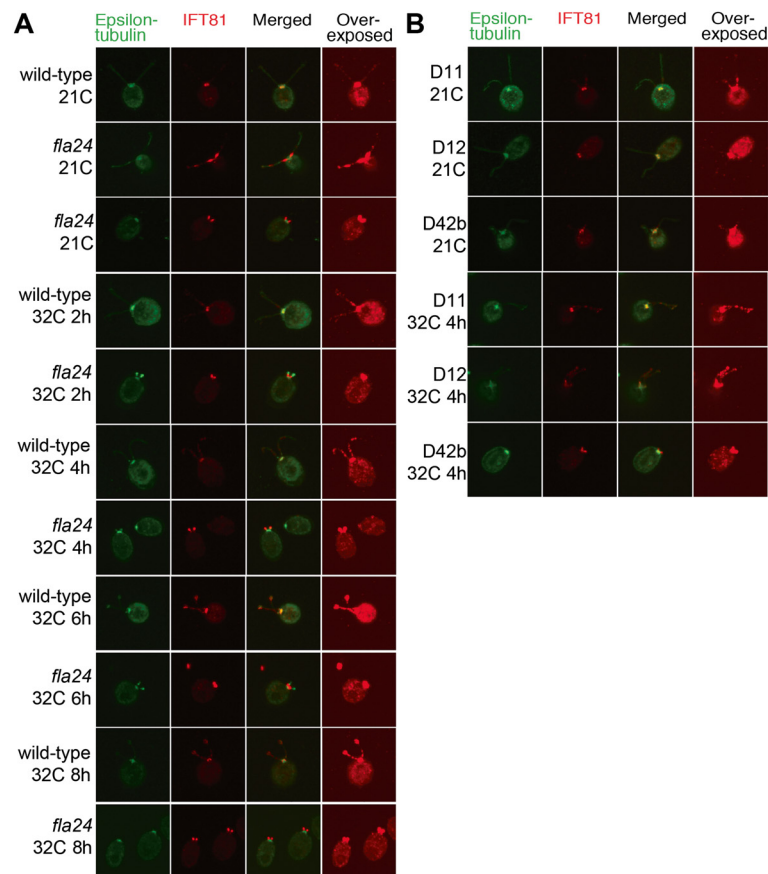 A
Epsilon-
tubulin
IFT81
Merged
Over-
exposed
wild-type
21C
fla24
21C
fla24
21C
wild-type
32C 2h
fla24
32C 2h
wild-type
32C 4h
fla24
32C 4h
wild-type
32C 6h
fla24
32C 6h
wild-type
32C 8h
fla24
32C 8h
B
Epsilon-
tubulin
IFT81
Merged
Over-
exposed
D11
21C
D12
21C
D42b
21C
D11
32C 4h
D12
32C 4h
D42b
32C 4h